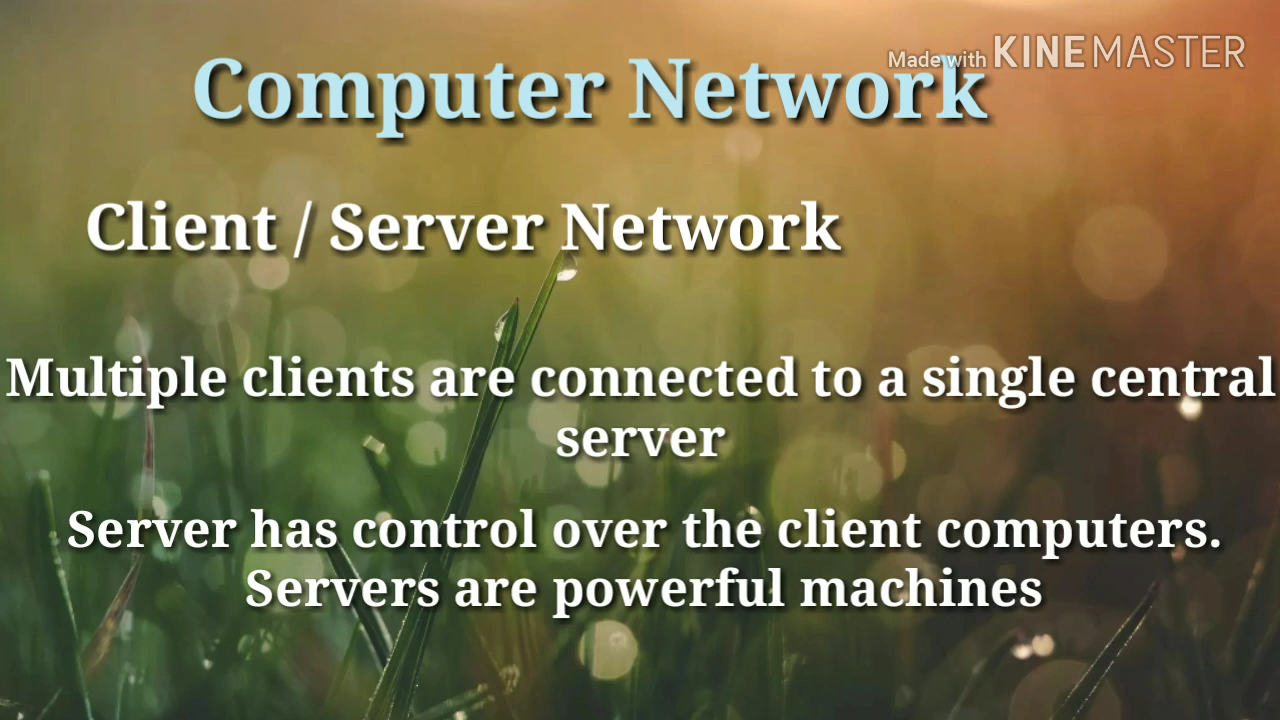 Made with KINEMASTER
Computer Network
Client / Server Network
Multiple clients are connected to a single central
server
Server has control over the client computers.
Servers are powerful machines